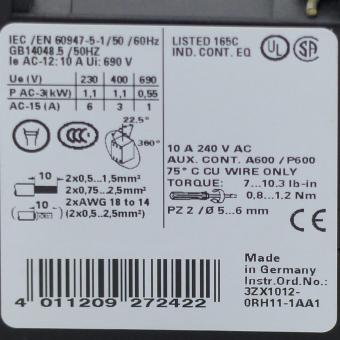 IEC /EN 60947-5-1/50 /60Hz
GB14048.5 /50HZ
Ie AC-12: 10 A Ui: 690 V
Ue (V) 230 400 690
P AC-3(kW) 1,1 1,1 0,55
AC-15 (A) 6 3 1
LISTED 165C
IND. CONT. EQ.
UL
SA
CCC
22.5°
360°
10 2x0,5...1,5mm²
2x0,75...2,5mm²
10 2xAWG 18 to 14
(2x0,5...2,5mm²)
10 A 240 V AC
AUX. CONT. A600 / P600
75° C CU WIRE ONLY
TORQUE: 7...10.3 lb-in
0,8...1.2 Nm
PZ 2 / Ø 5...6 mm
CE
4 011209 272422
Made
in Germany
Instr.Ord.No.:
3ZX1012-
0RH11-1AA1